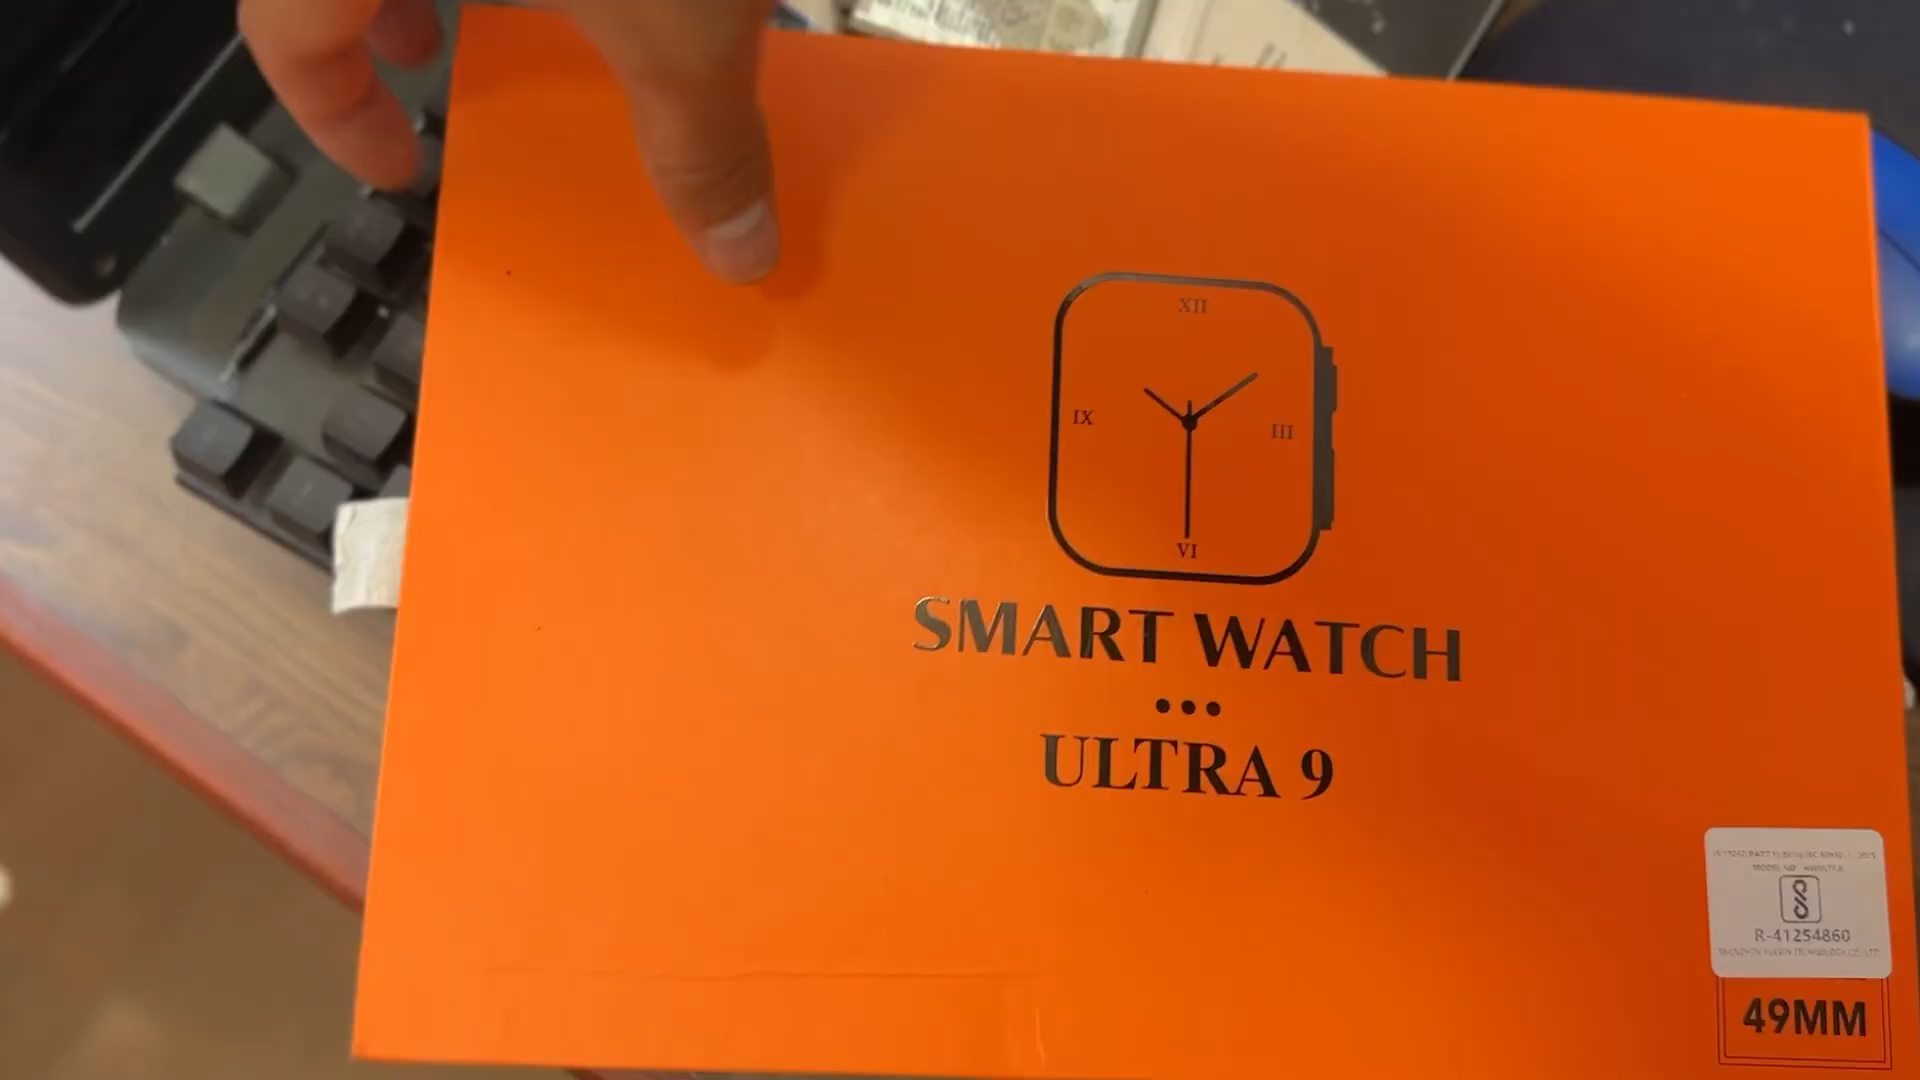 XII
IX
III
VI
SMART WATCH
ULTRA 9
R-41254860
49MM